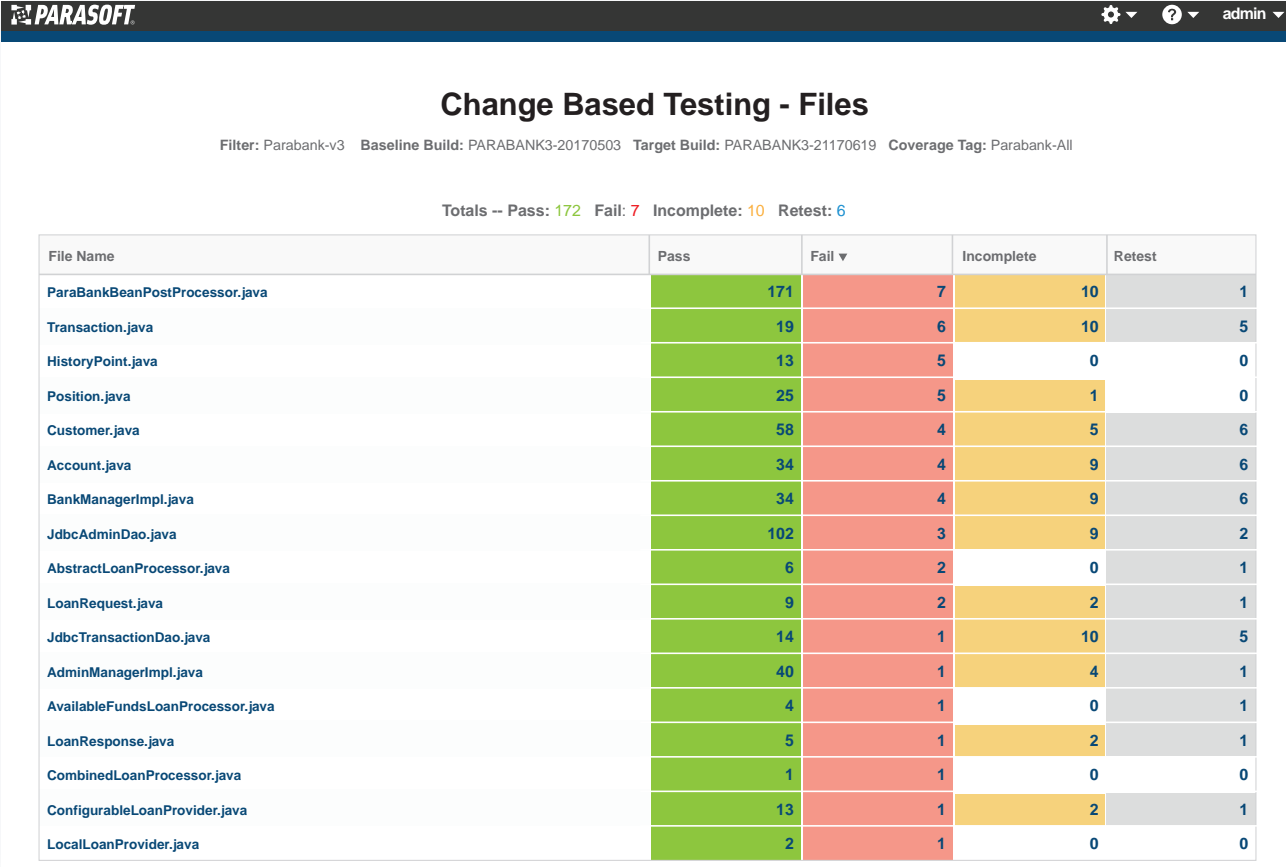 PARASOFT.
? admin
Change Based Testing - Files
Filter: Parabank-v3 Baseline Build: PARABANK3-20170503 Target Build: PARABANK3-21170619 Coverage Tag: Parabank-All
Totals -- Pass: 172 Fail: 7 Incomplete: 10 Retest: 6
File Name Pass Fail ▼ Incomplete Retest
ParaBankBeanPostProcessor.java 171 7 10 1
Transaction.java 19 6 10 5
HistoryPoint.java 13 5 0 0
Position.java 25 5 1 0
Customer.java 58 4 5 6
Account.java 34 4 9 6
BankManagerImpl.java 34 4 9 6
JdbcAdminDao.java 102 3 9 2
AbstractLoanProcessor.java 6 2 0 1
LoanRequest.java 9 2 2 1
JdbcTransactionDao.java 14 1 10 5
AdminManagerImpl.java 40 1 4 1
AvailableFundsLoanProcessor.java 4 1 0 1
LoanResponse.java 5 1 2 1
CombinedLoanProcessor.java 1 1 0 0
ConfigurableLoanProvider.java 13 1 2 1
LocalLoanProvider.java 2 1 0 0